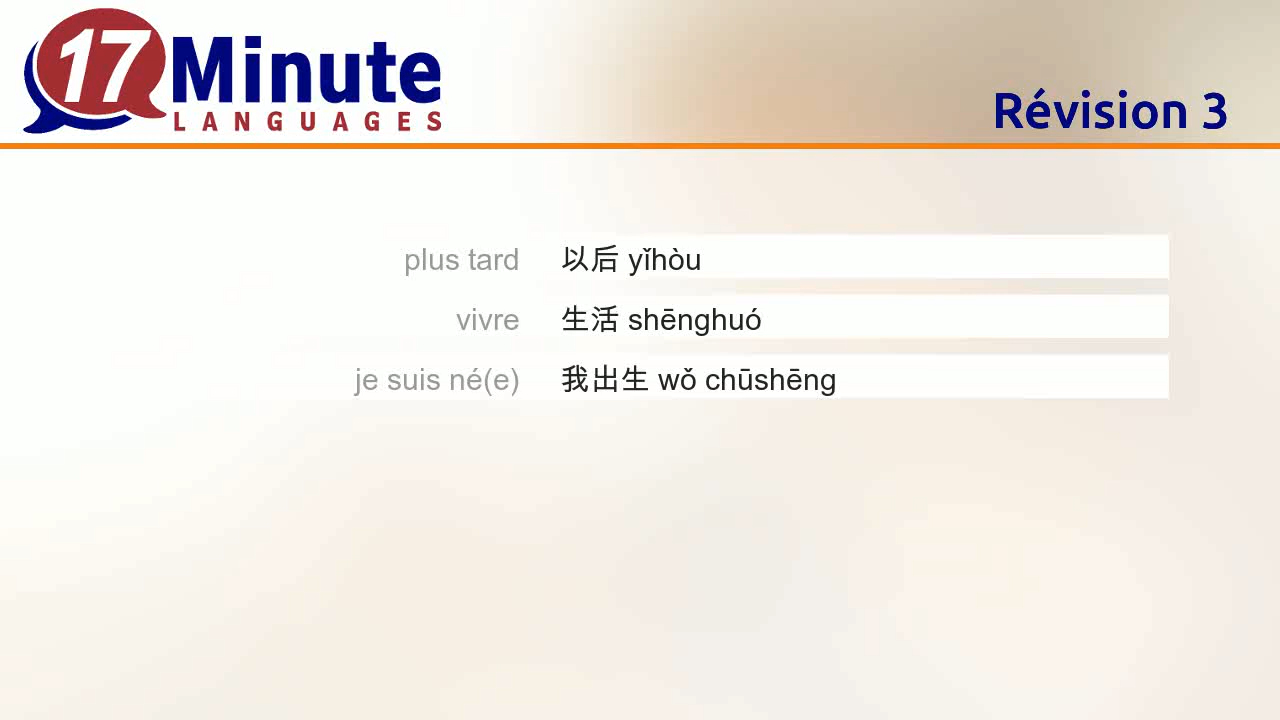 17 Minute
LANGUAGES
Révision 3
plus tard 以后 yǐhòu
vivre 生活 shēnghuó
je suis né(e) 我出生 wǒ chūshēng